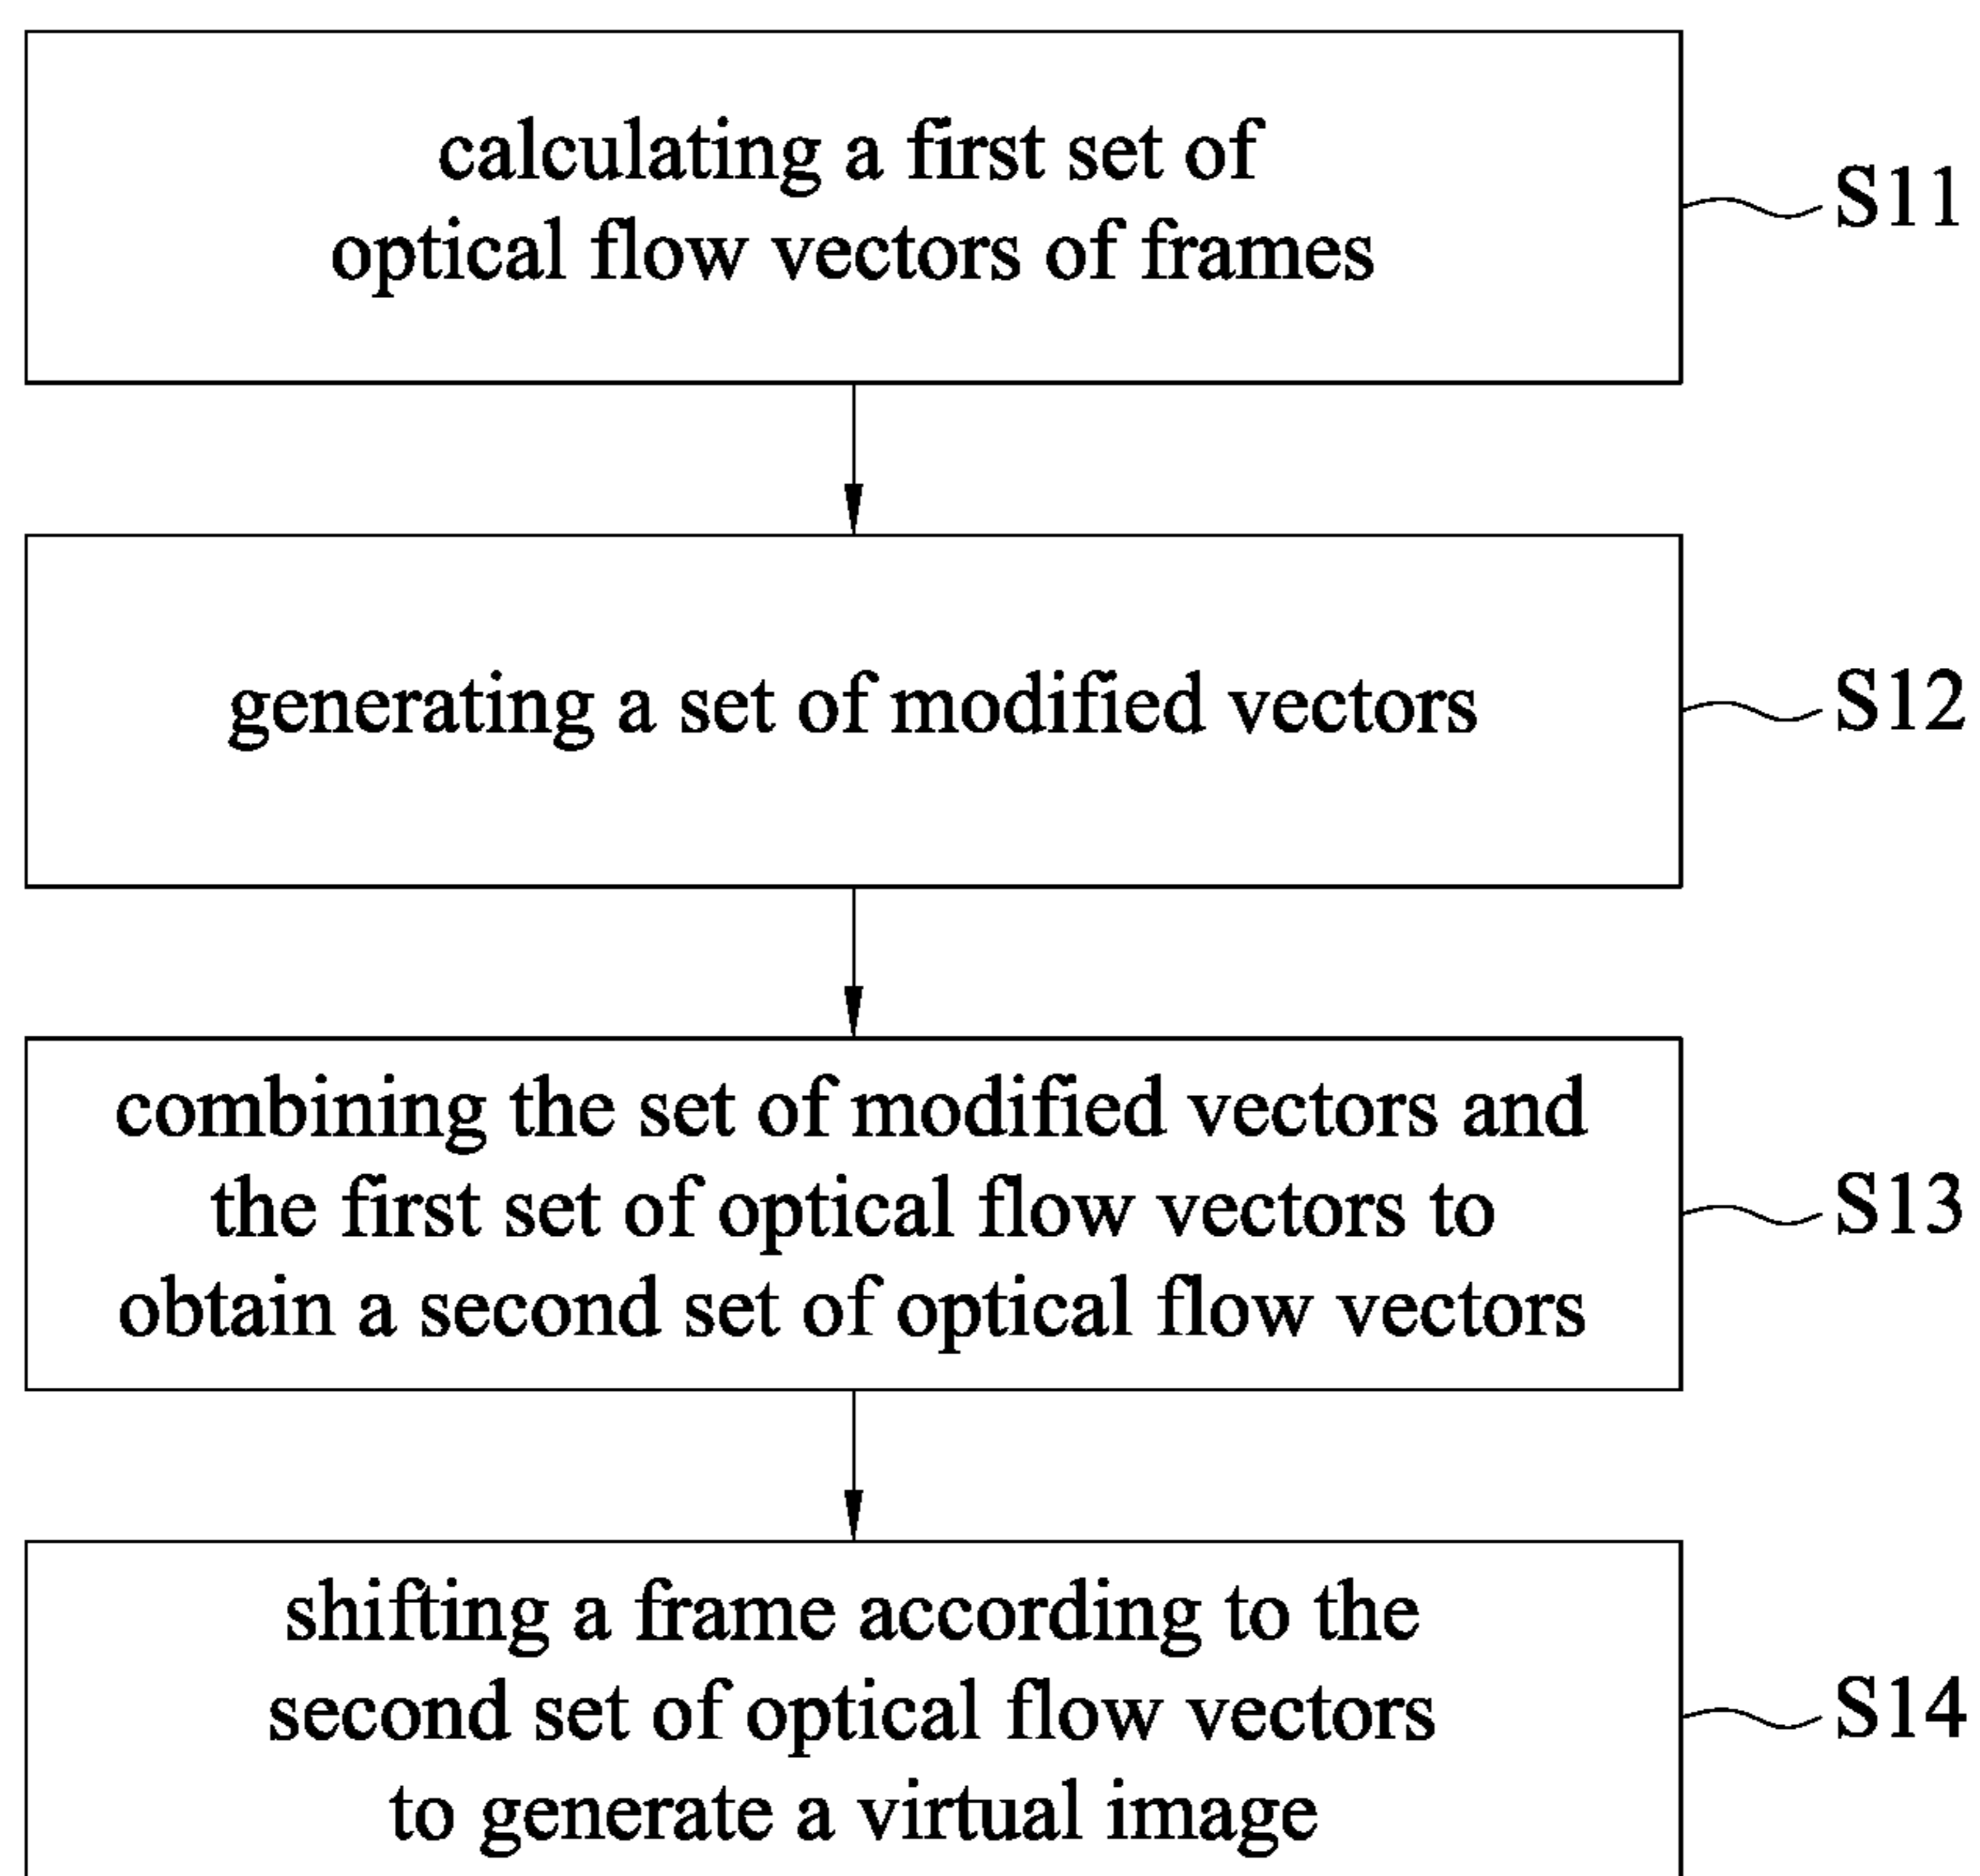 calculating a first set of
optical flow vectors of frames
S11
generating a set of modified vectors
S12
combining the set of modified vectors and
the first set of optical flow vectors to
obtain a second set of optical flow vectors
S13
shifting a frame according to the
second set of optical flow vectors
to generate a virtual image
S14